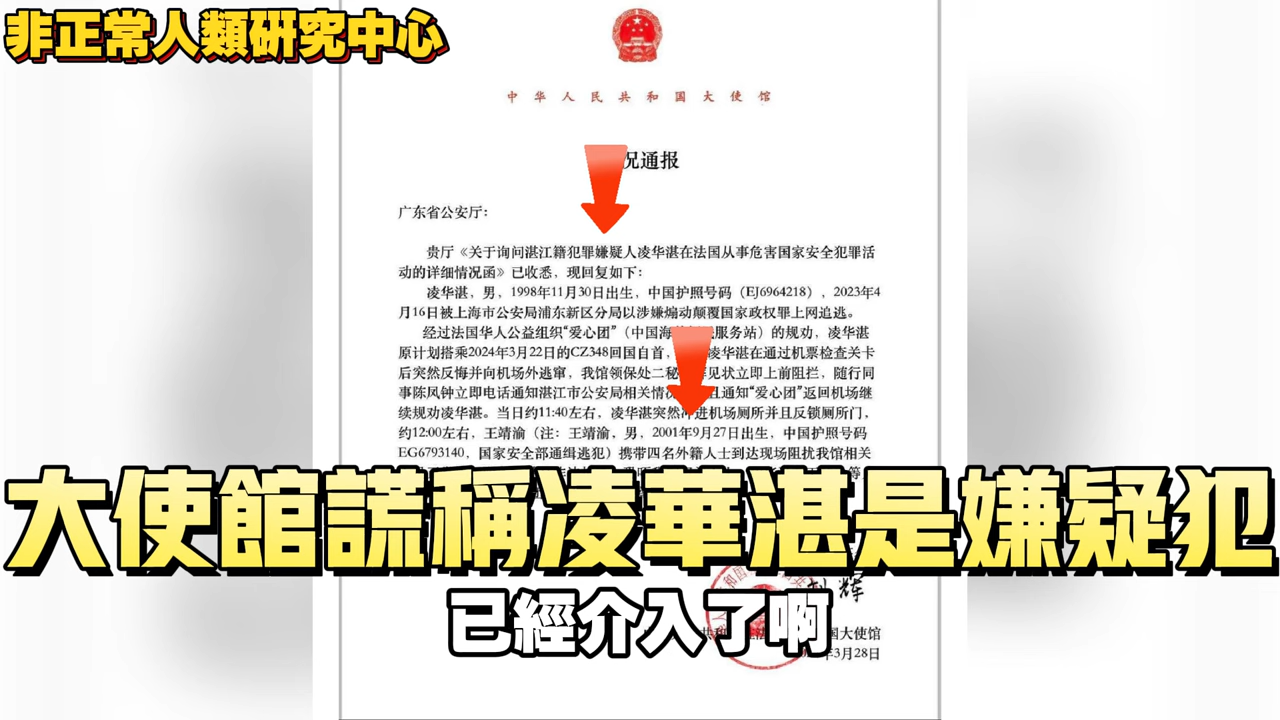 非正常人類研究中心
中华人民共和国大使馆
况通报
广东省公安厅：
贵厅《关于询问湛江籍犯罪嫌疑人凌华湛在法国从事危害国家安全犯罪活
动的详细情况函》已收悉，现回复如下：
凌华湛，男，1998年11月30日出生，中国护照号码（EJ6964218），2023年4
月16日被上海市公安局浦东新区分局以涉嫌煽动颠覆国家政权罪上网追逃。
经过法国华人公益组织“爱心团”（中国海 服务站）的规劝，凌华湛
原计划搭乘2024年3月22日的CZ348回国自首， 凌华湛在通过机票检查关卡
后突然反悔并向机场外逃窜，我馆领保处二秘 见状立即上前阻拦，随行同
事陈风钟立即电话通知湛江市公安局相关情 且通知“爱心团”返回机场继
续规劝凌华湛。当日约11:40左右，凌华湛突然冲进机场厕所并且反锁厕所门，
约12:00左右，王靖渝（注：王靖渝，男，2001年9月27日出生，中国护照号码
EG6793140，国家安全部通缉逃犯）携带四名外籍人士到达现场阻扰我馆相关
大使館謊稱凌華湛是嫌疑犯
辉
已經介入了啊
国大使馆
年3月28日